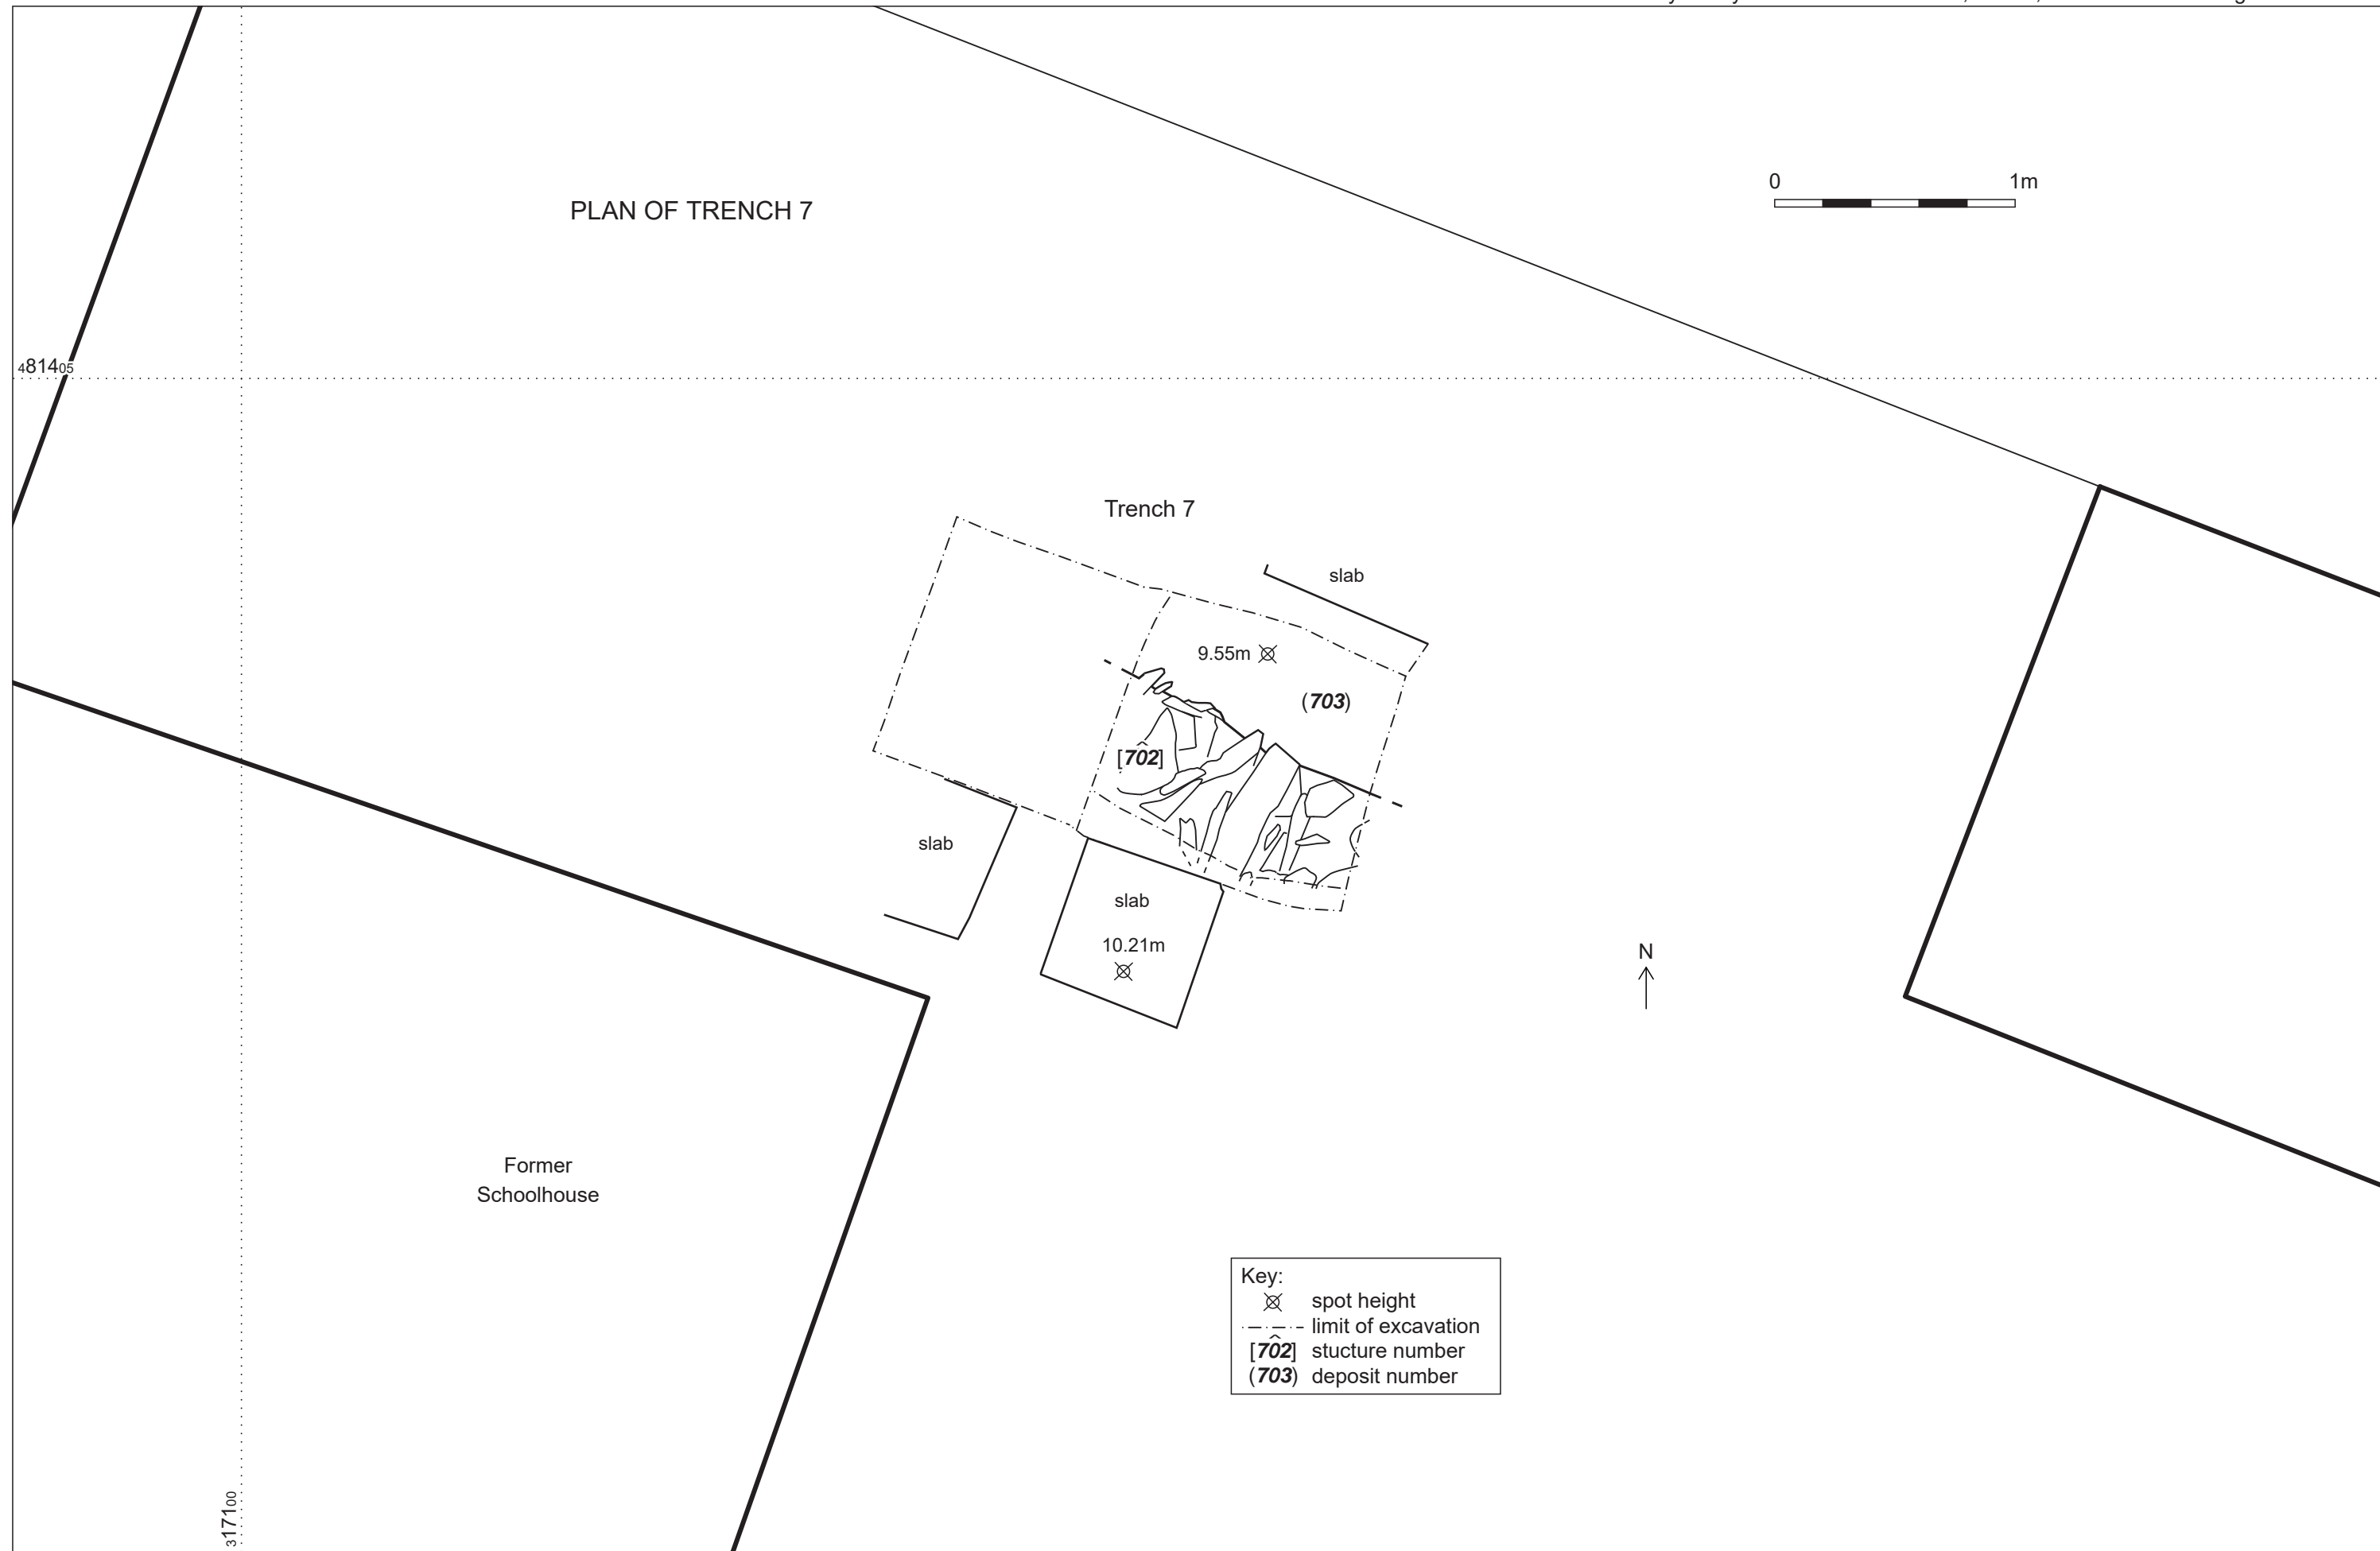 PLAN OF TRENCH 7
0 1m
481405
Trench 7
slab
9.55m
(703)
[702]
slab
slab
10.21m
N
Former
Schoolhouse
Key:
spot height
limit of excavation
[702] stucture number
(703) deposit number
317100